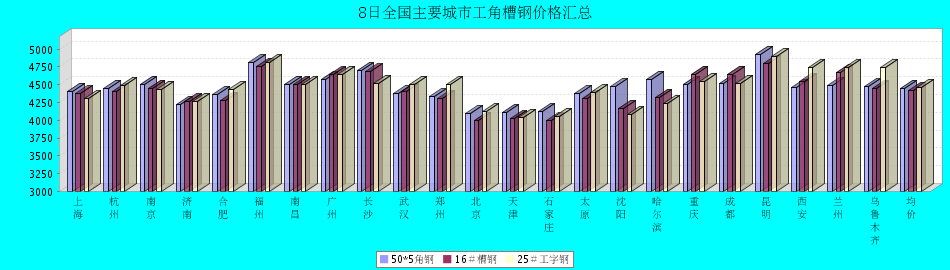 8日全国主要城市工角槽钢价格汇总
5000
4750
4500
4250
4000
3750
3500
3250
3000
上海
杭州
南京
济南
合肥
福州
南昌
广州
长沙
武汉
郑州
北京
天津
石家庄
太原
沈阳
哈尔滨
重庆
成都
昆明
西安
兰州
乌鲁木齐
均价
50*5角钢
16＃槽钢
25＃工字钢